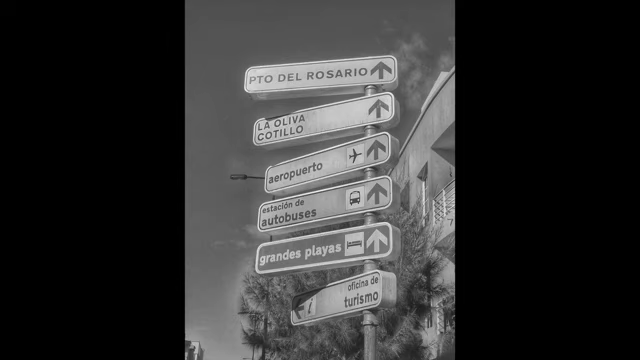 PTO DEL ROSARIO
LA OLIVA
COTILLO
aeropuerto
estación de
autobuses
grandes playas
oficina de
i turismo